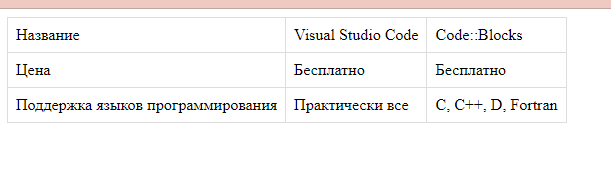 Название Visual Studio Code Code::Blocks
Цена Бесплатно Бесплатно
Поддержка языков программирования Практически все C, C++, D, Fortran